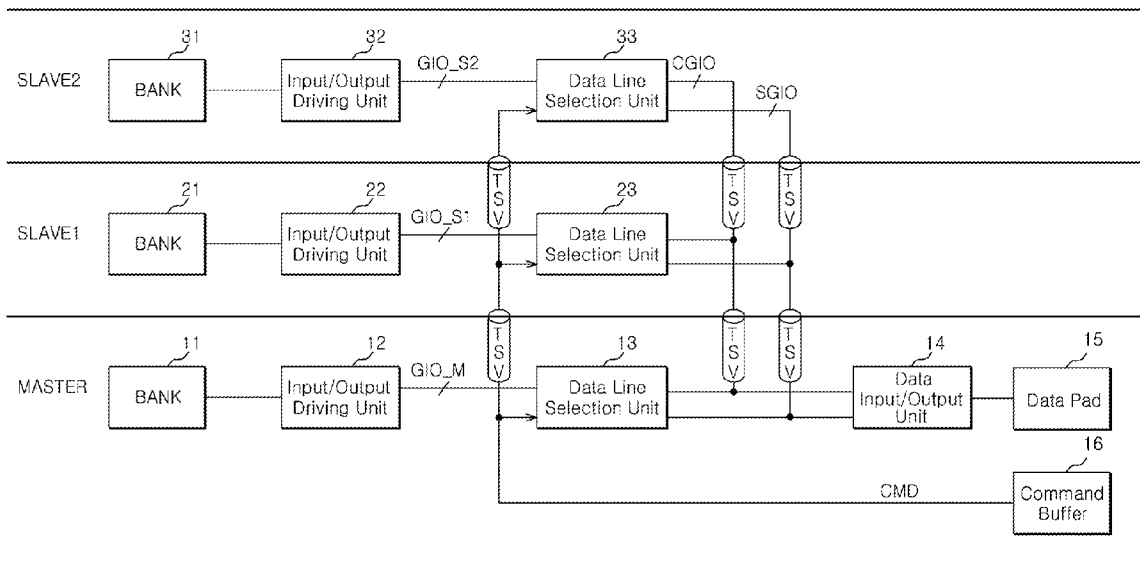 31
32
33
SLAVE2
BANK
Input/Output
Driving Unit
GIO_S2
Data Line
Selection Unit
CGIO
SGIO
TSV
TSV
TSV
21
22
23
SLAVE1
BANK
Input/Output
Driving Unit
GIO_S1
Data Line
Selection Unit
TSV
TSV
TSV
11
12
13
14
15
MASTER
BANK
Input/Output
Driving Unit
GIO_M
Data Line
Selection Unit
Data
Input/Output
Unit
Data Pad
16
CMD
Command
Buffer